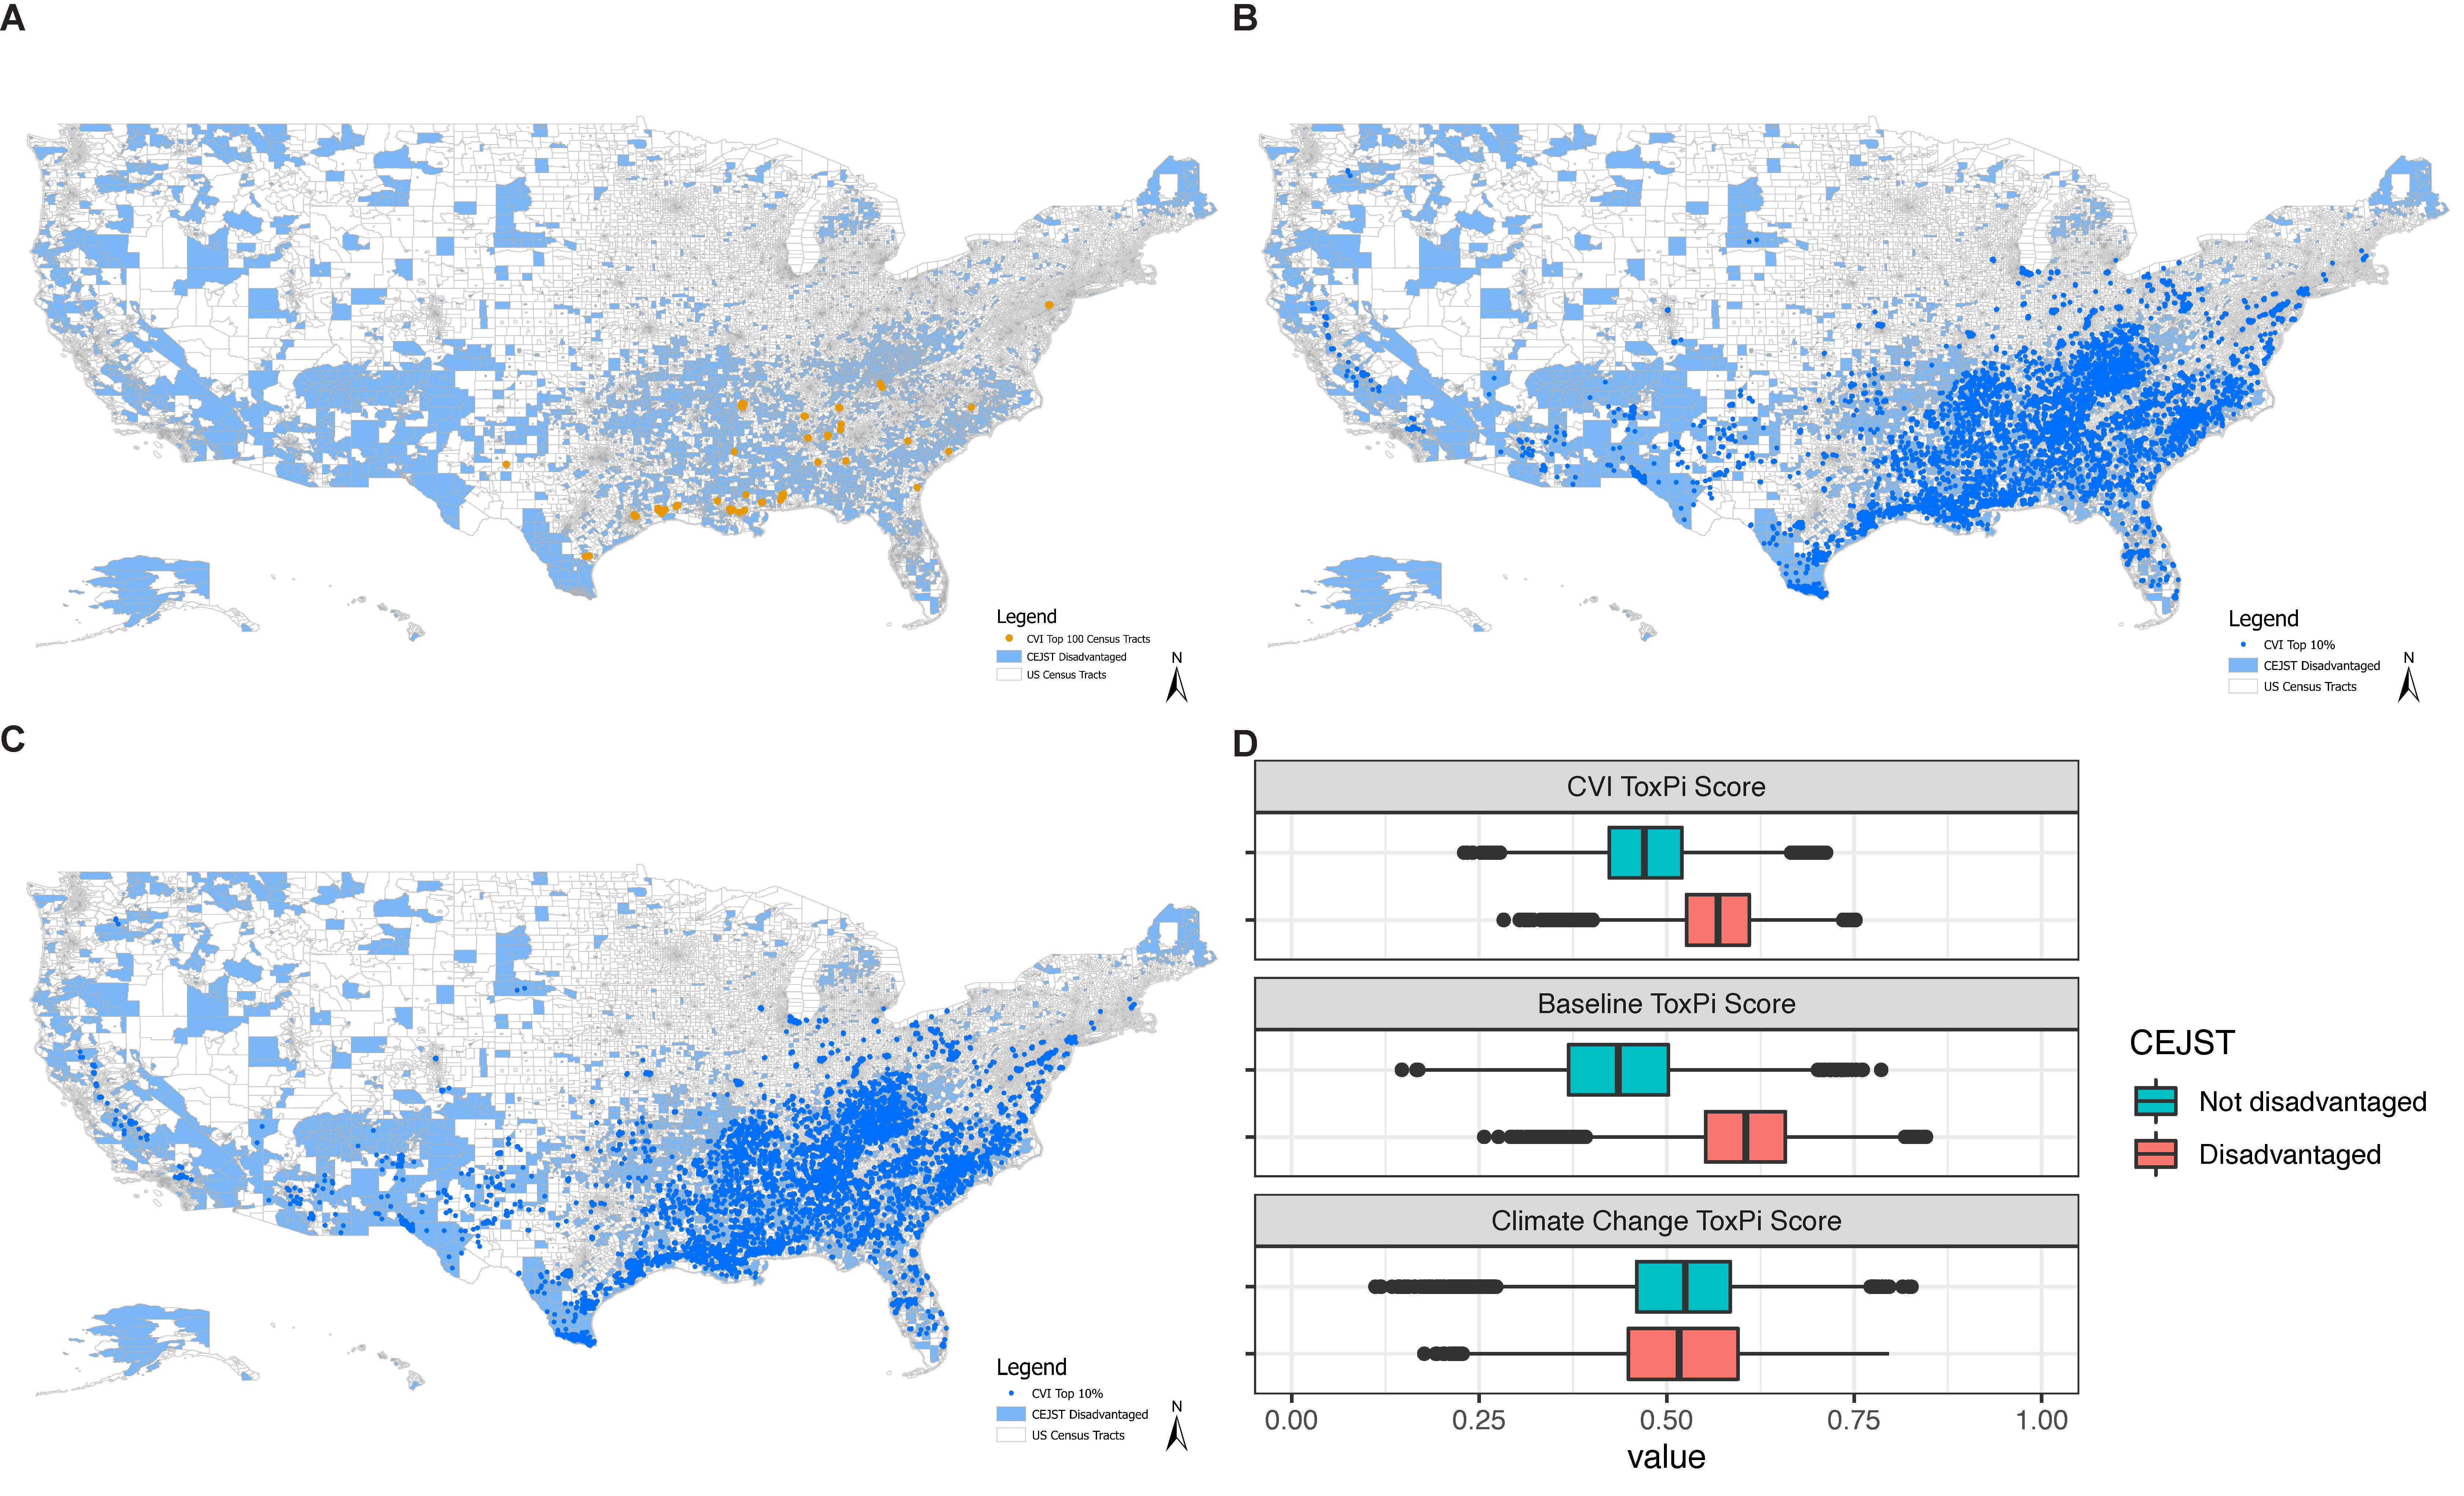 A
B
Legend
CVI Top 100 Census Tracts
CEJST Disadvantaged
US Census Tracts
N
Legend
CVI Top 10%
CEJST Disadvantaged
US Census Tracts
N
C
D
Legend
CVI Top 10%
CEJST Disadvantaged
US Census Tracts
N
CVI ToxPi Score
Baseline ToxPi Score
Climate Change ToxPi Score
0.00 0.25 0.50 0.75 1.00
value
CEJST
Not disadvantaged
Disadvantaged